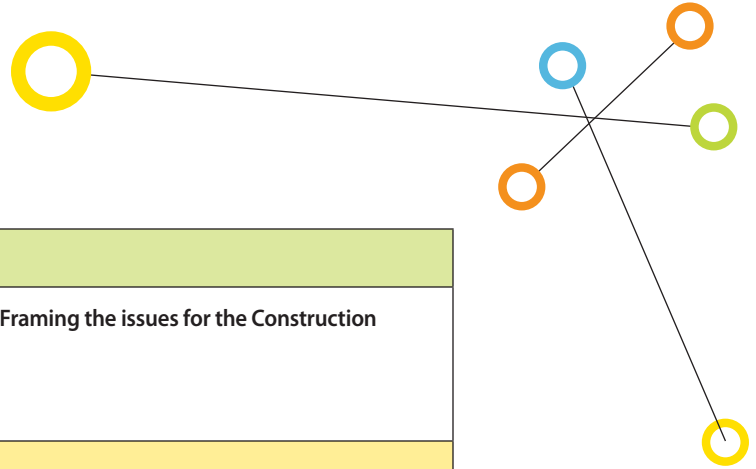 Framing the issues for the Construction